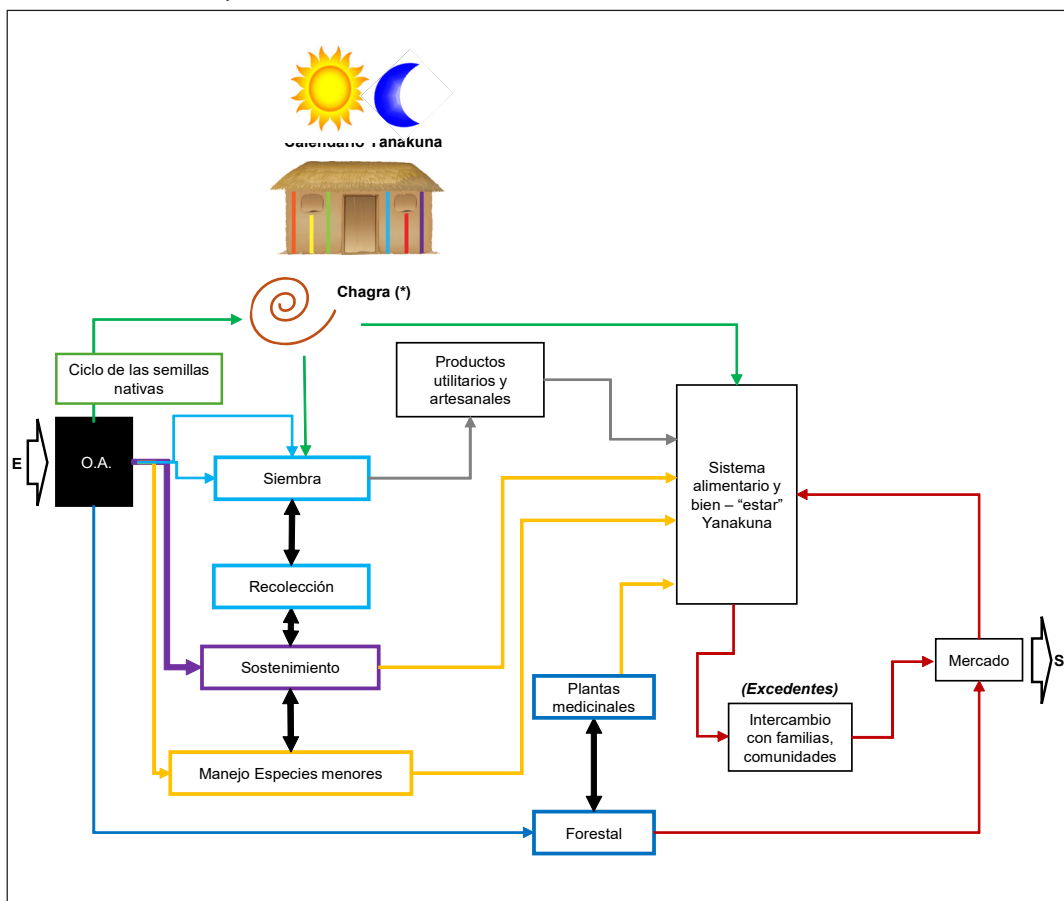 Calendario Yanakuna
Chagra (*)
Ciclo de las semillas
nativas
Productos
utilitarios y
artesanales
E
O.A.
Siembra
Sistema
alimentario y
bien – “estar”
Yanakuna
Recolección
Sostenimiento
Plantas
medicinales
(Excedentes)
Mercado
S
Intercambio
con familias,
comunidades
Manejo Especies menores
Forestal